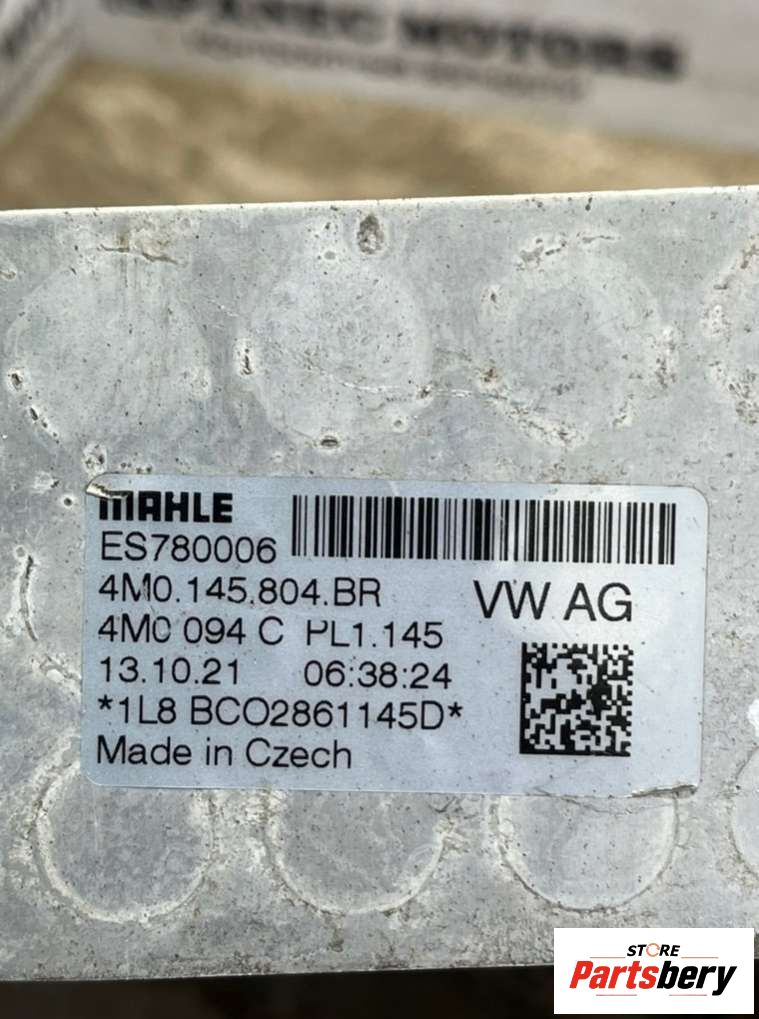 MOTORS
MAHLE
ES780006
4M0.145.804.BR
VW AG
4M0 094 C PL1.145
13.10.21 06:38:24
*1L8 BCO2861145D*
Made in Czech
STORE
Partsbery